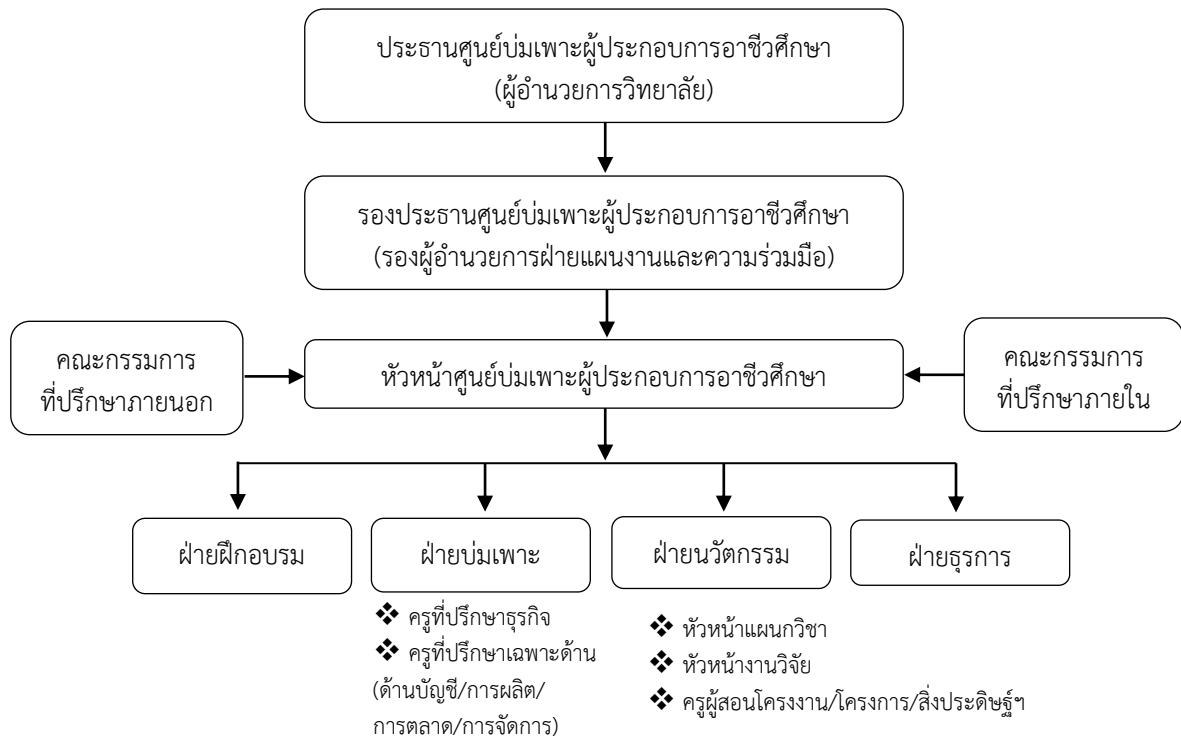 ประธานศูนย์บ่มเพาะผู้ประกอบการอาชีวศึกษา
(ผู้อำนวยการวิทยาลัย)
รองประธานศูนย์บ่มเพาะผู้ประกอบการอาชีวศึกษา
(รองผู้อำนวยการฝ่ายแผนงานและความร่วมมือ)
คณะกรรมการ
ที่ปรึกษาภายนอก
หัวหน้าศูนย์บ่มเพาะผู้ประกอบการอาชีวศึกษา
คณะกรรมการ
ที่ปรึกษาภายใน
ฝ่ายฝึกอบรม
ฝ่ายบ่มเพาะ
ฝ่ายนวัตกรรม
ฝ่ายธุรการ
❖ ครูที่ปรึกษาธุรกิจ
❖ ครูที่ปรึกษาเฉพาะด้าน
(ด้านบัญชี/การผลิต/
การตลาด/การจัดการ)
❖ หัวหน้าแผนกวิชา
❖ หัวหน้างานวิจัย
❖ ครูผู้สอนโครงงาน/โครงการ/สิ่งประดิษฐ์ฯ